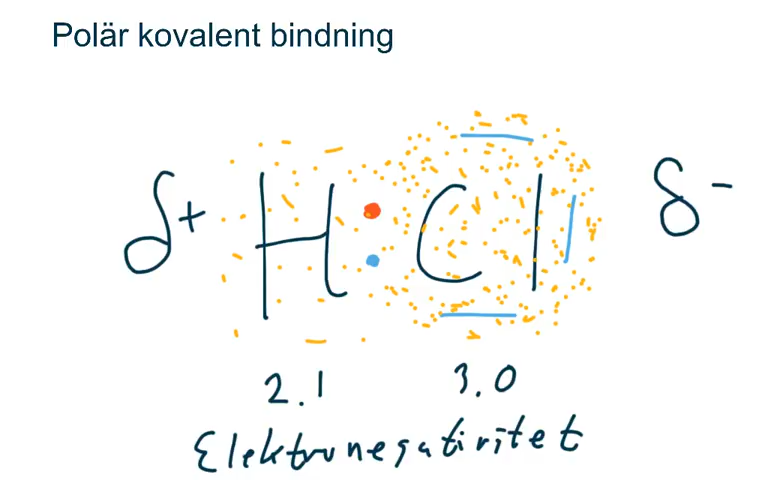 Polär kovalent bindning
δ+ H:Cl δ-
2.1 3.0
Elektronegativitet